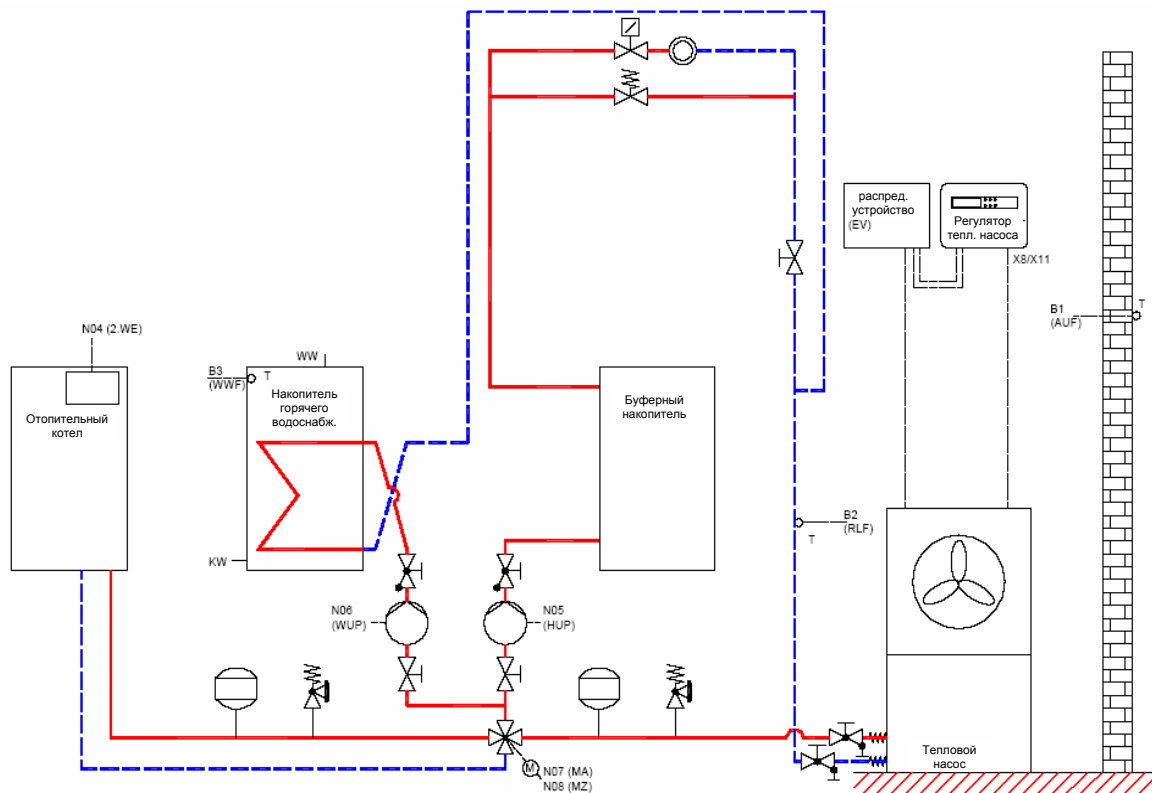 распред.
устройство
(EV)
Регулятор
тепл. насоса
X8/X11
B1
(AUF)
T
N04 (2.WE)
Отопительный
котел
WW
B3
(WWF)
T
Накопитель
горячего
водоснабж.
KW
Буферный
накопитель
B2
(RLF)
T
N06
(WUP)
N05
(HUP)
M
N07 (MA)
N08 (MZ)
Тепловой
насос